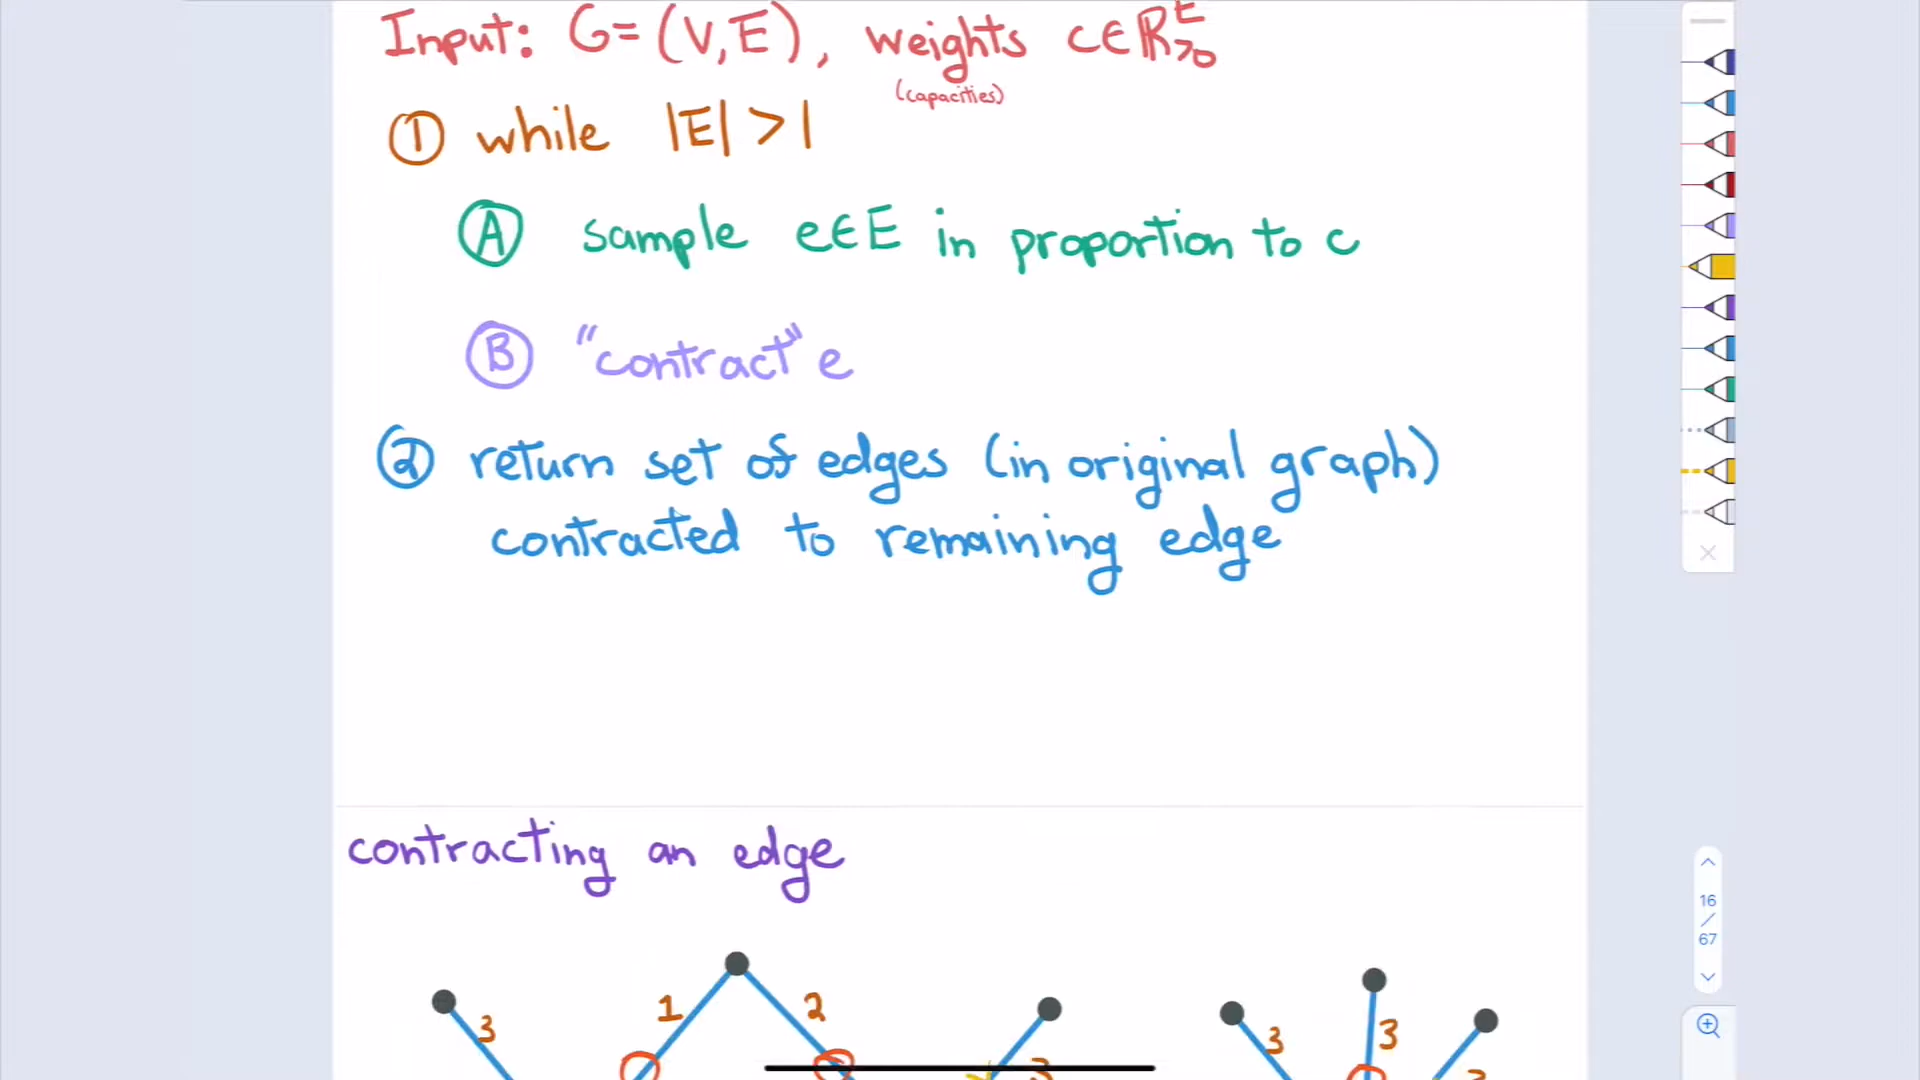 Input: G=(V,E), weights c∈ℝ^E_>0
(capacities)
① while |E|>1
Ⓐ sample e∈E in proportion to c
Ⓑ "contract" e
② return set of edges (in original graph)
contracted to remaining edge
contracting an edge
1 2
3 3 3 3
16
/
67